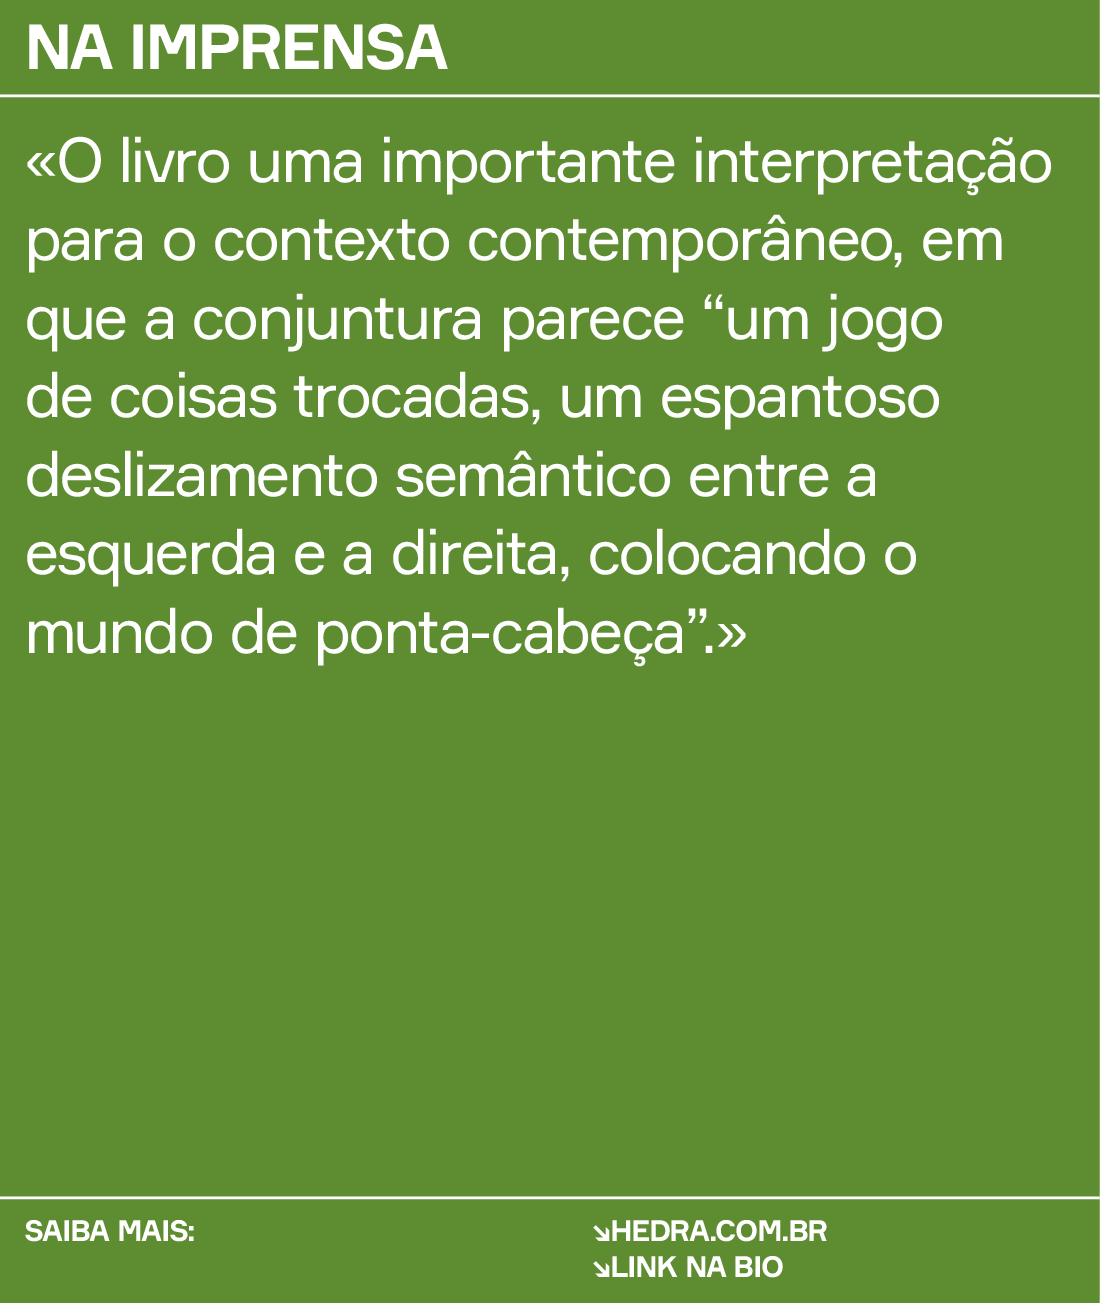 NA IMPRENSA
«O livro uma importante interpretação
para o contexto contemporâneo, em
que a conjuntura parece “um jogo
de coisas trocadas, um espantoso
deslizamento semântico entre a
esquerda e a direita, colocando o
mundo de ponta-cabeça”.»
SAIBA MAIS:
↘HEDRA.COM.BR
↘LINK NA BIO